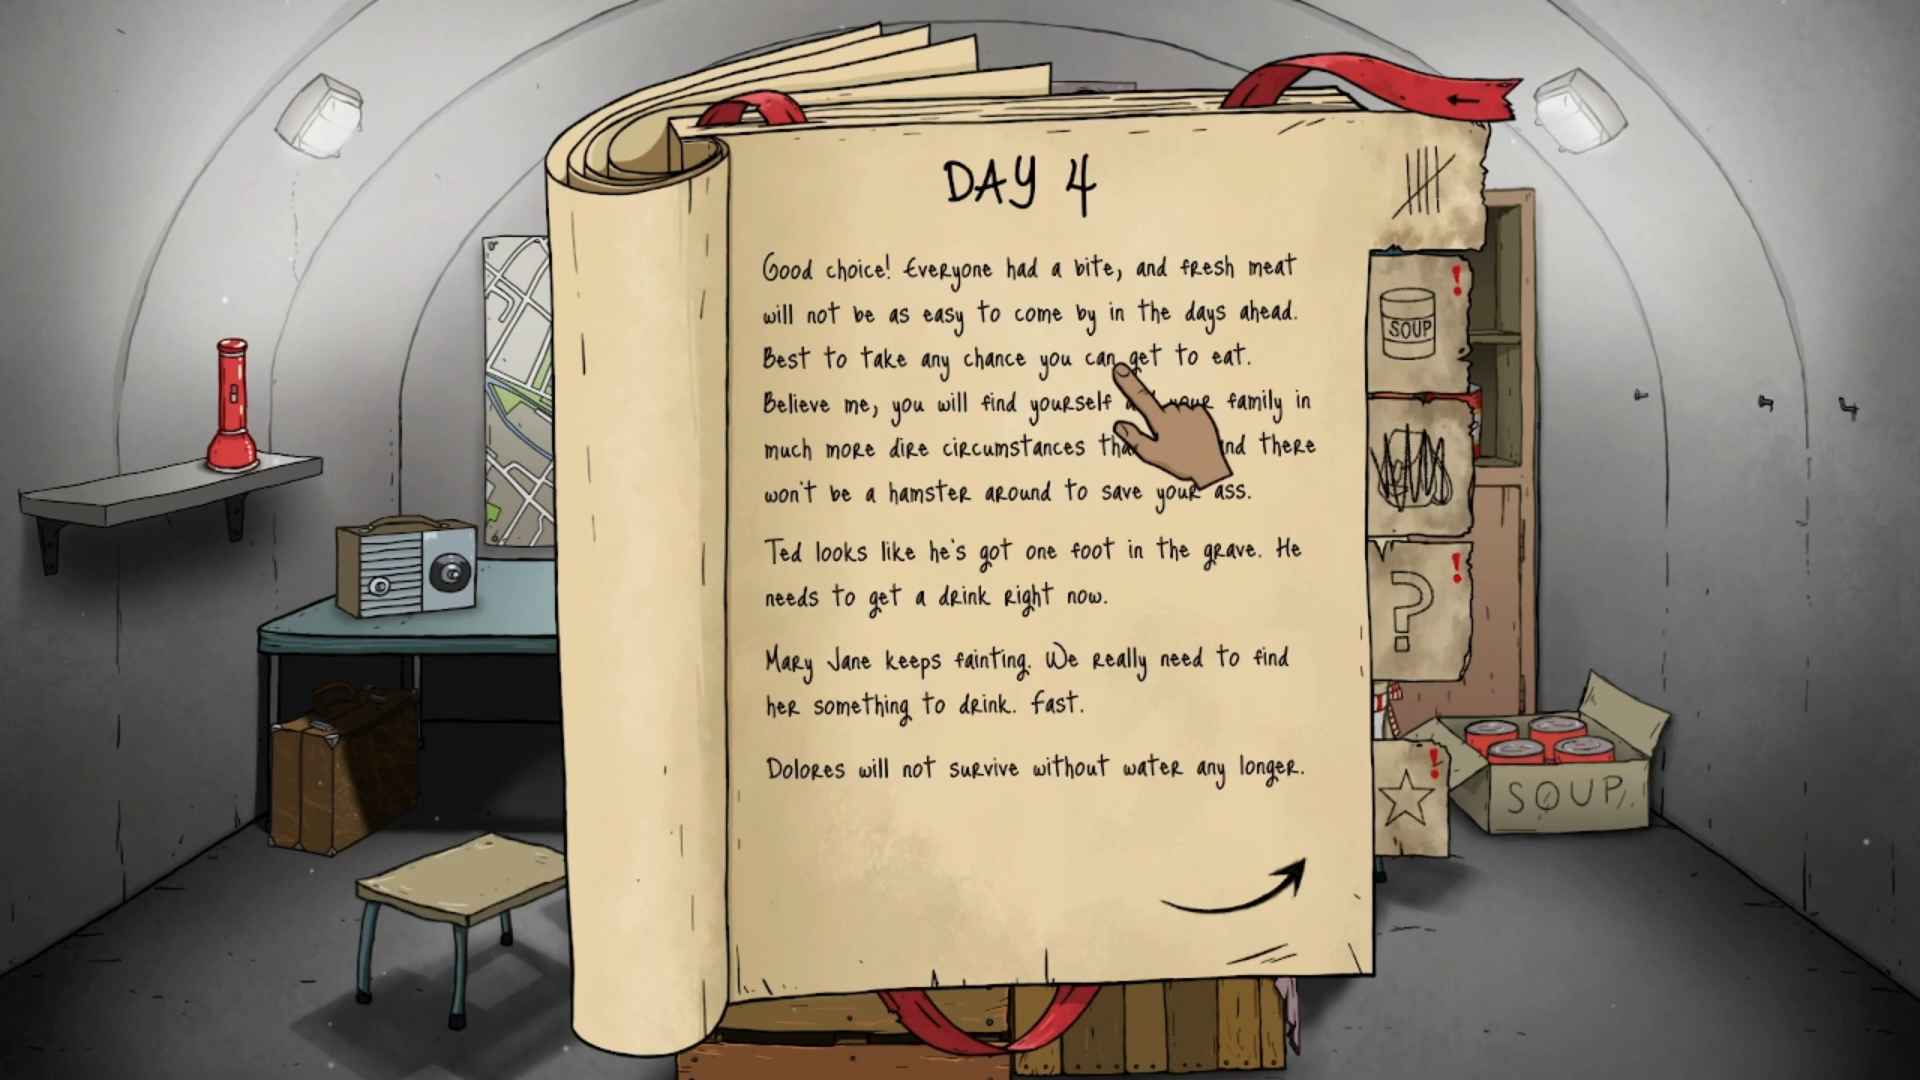 DAY 4
Good choice! Everyone had a bite, and fresh meat
will not be as easy to come by in the days ahead.
Best to take any chance you can get to eat.
Believe me, you will find yourself your family in
much more dire circumstances there
won't be a hamster around to save your ass.
Ted looks like he's got one foot in the grave. He
needs to get a drink right now.
Mary Jane keeps fainting. We really need to find
her something to drink. Fast.
Dolores will not survive without water any longer.
SOUP
!
!
?
!
SOUP